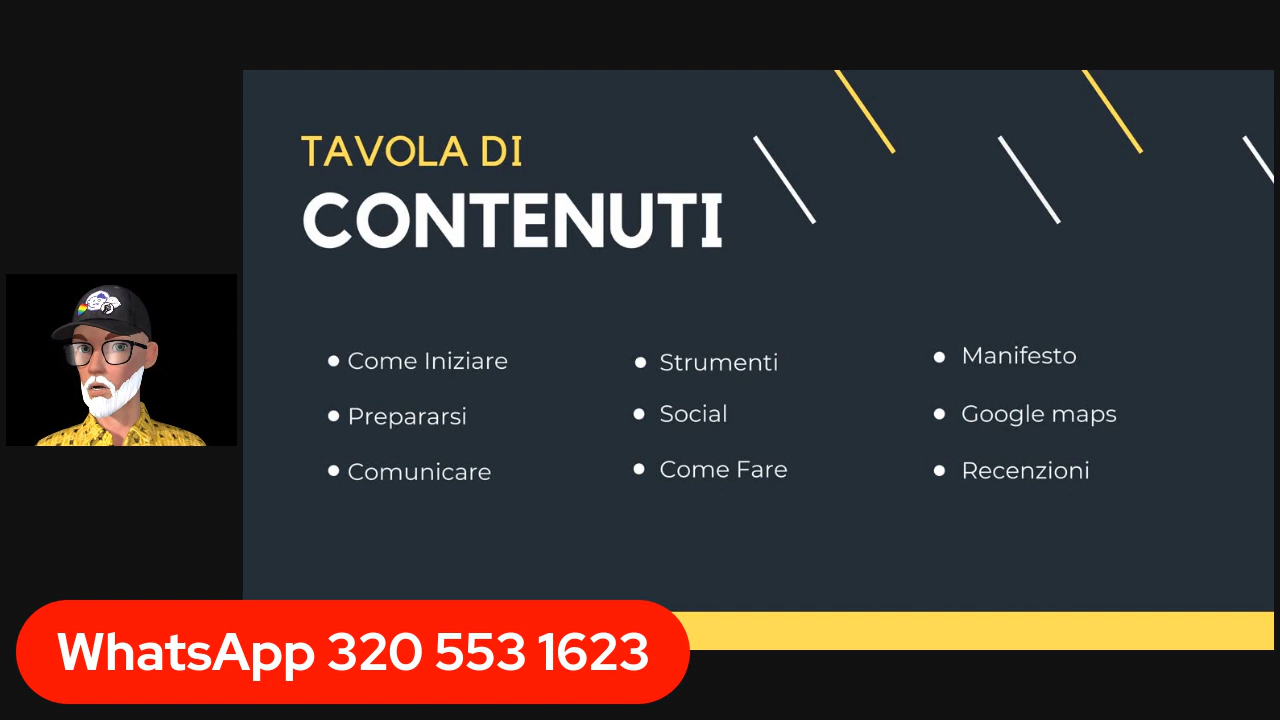 TAVOLA DI
CONTENUTI
Come Iniziare
Prepararsi
Comunicare
Strumenti
Social
Come Fare
Manifesto
Google maps
Recenzioni
WhatsApp 320 553 1623